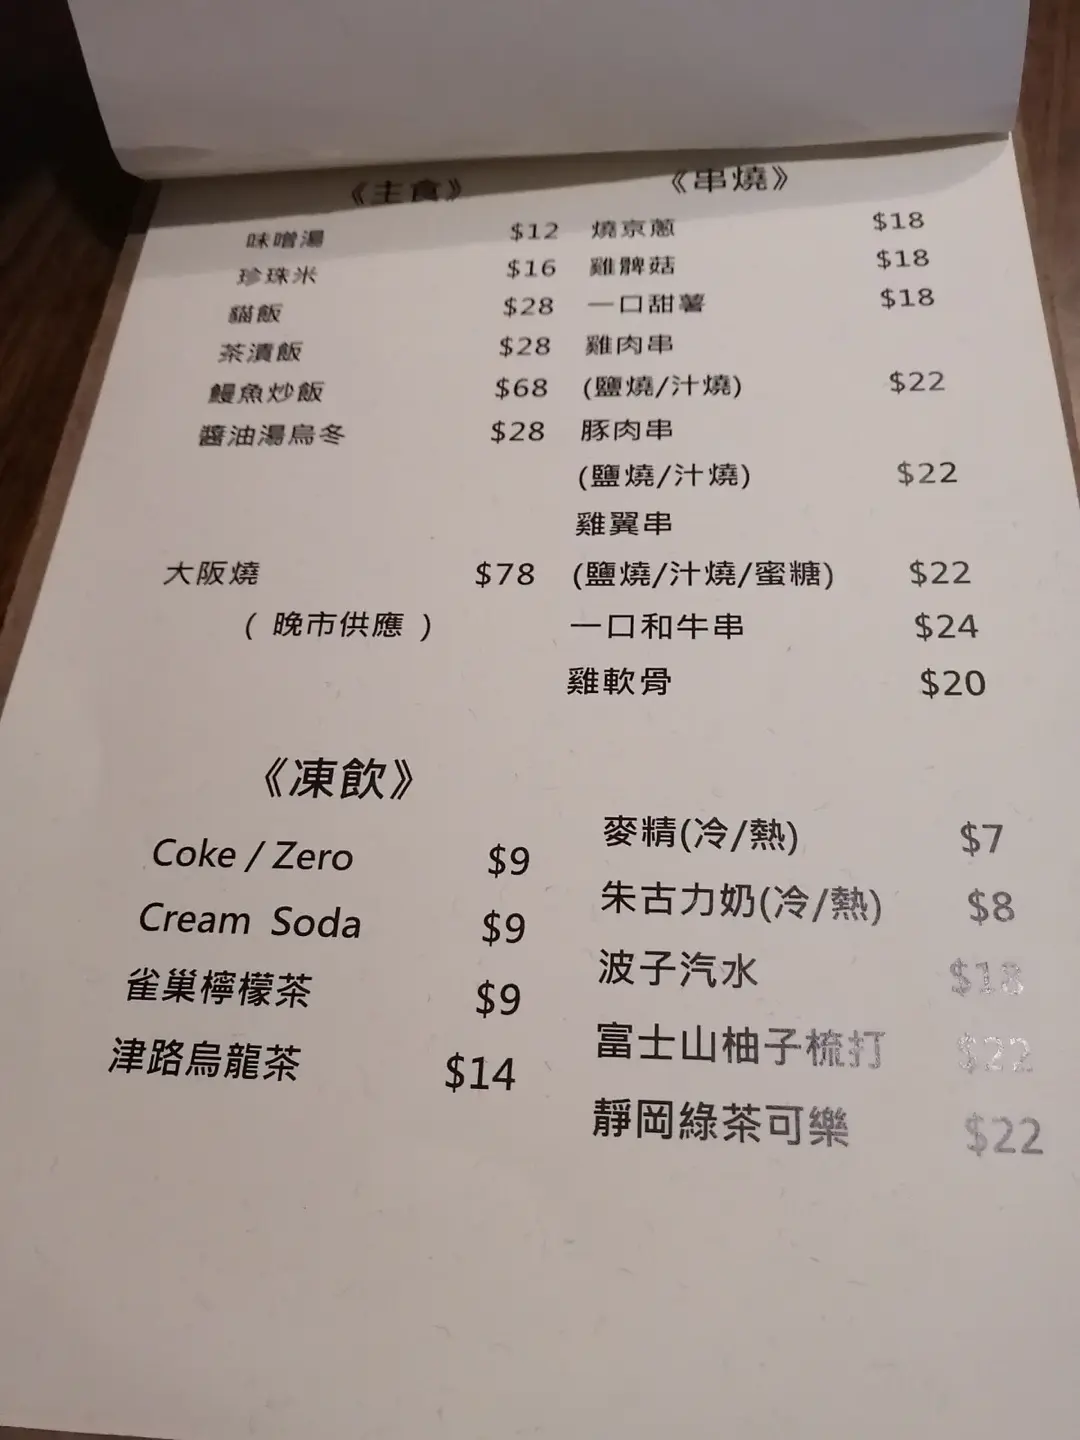 《主食》
味噌湯 $12
珍珠米 $16
貓飯 $28
茶漬飯 $28
鰻魚炒飯 $68
醬油湯烏冬 $28
大阪燒 $78
( 晚市供應 )
《串燒》
燒京蔥 $18
雞髀菇 $18
一口甜薯 $18
雞肉串
(鹽燒/汁燒) $22
豚肉串
(鹽燒/汁燒) $22
雞翼串
(鹽燒/汁燒/蜜糖) $22
一口和牛串 $24
雞軟骨 $20
《凍飲》
Coke / Zero $9
Cream Soda $9
雀巢檸檬茶 $9
津路烏龍茶 $14
麥精(冷/熱) $7
朱古力奶(冷/熱) $8
波子汽水 $18
富士山柚子梳打 $22
靜岡綠茶可樂 $22